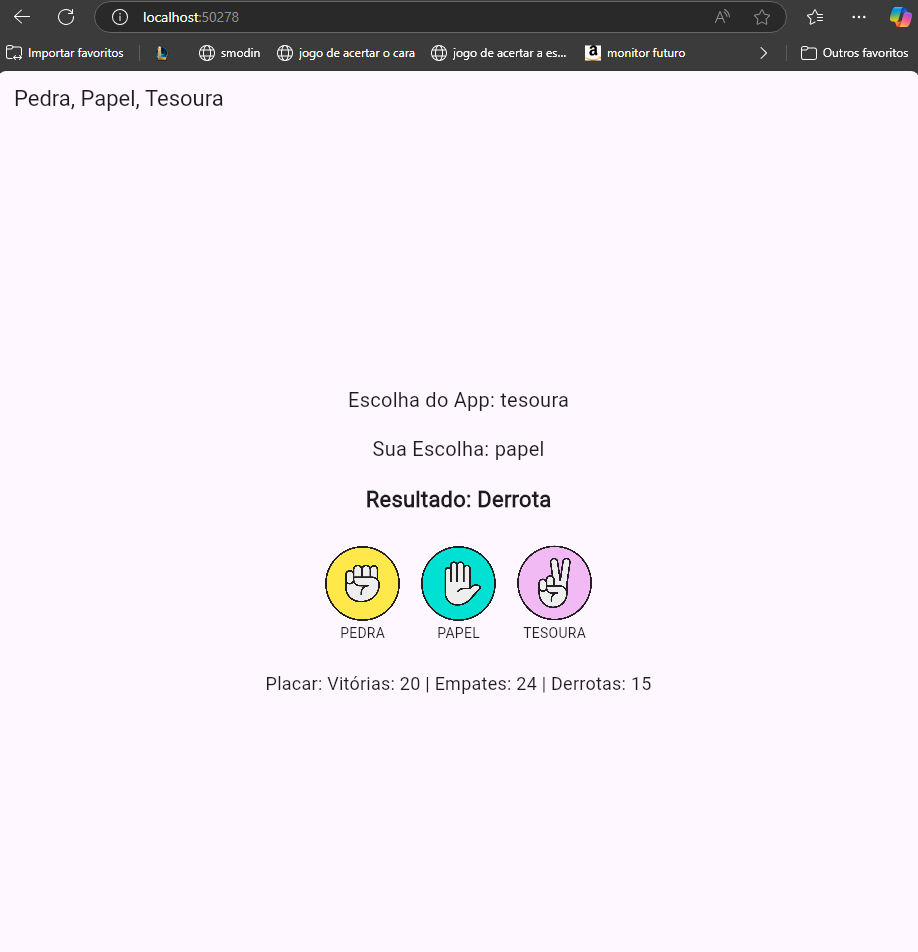 localhost:50278
Importar favoritos smodin jogo de acertar o cara jogo de acertar a es... monitor futuro Outros favoritos
Pedra, Papel, Tesoura
Escolha do App: tesoura
Sua Escolha: papel
Resultado: Derrota
PEDRA PAPEL TESOURA
Placar: Vitórias: 20 | Empates: 24 | Derrotas: 15